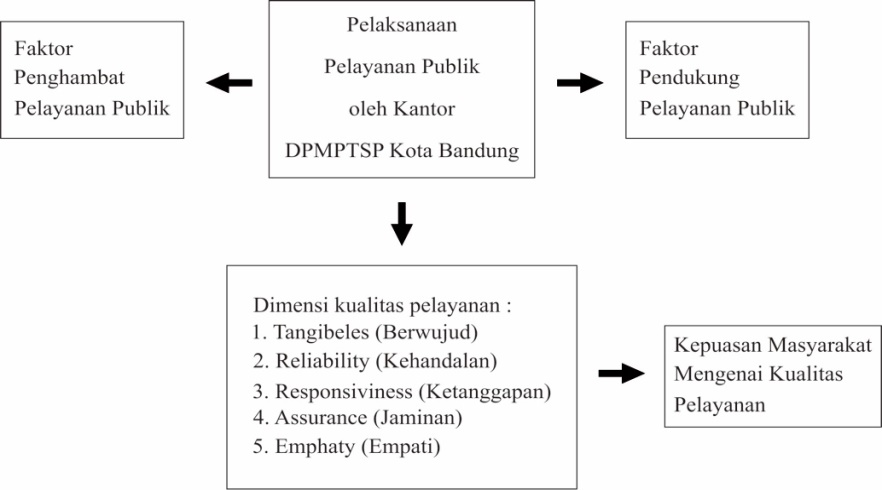 Faktor
Penghambat
Pelayanan Publik
Pelaksanaan
Pelayanan Publik
oleh Kantor
DPMPTSP Kota Bandung
Faktor
Pendukung
Pelayanan Publik
Dimensi kualitas pelayanan :
1. Tangibeles (Berwujud)
2. Reliability (Kehandalan)
3. Responsiviness (Ketanggapan)
4. Assurance (Jaminan)
5. Emphaty (Empati)
Kepuasan Masyarakat
Mengenai Kualitas
Pelayanan